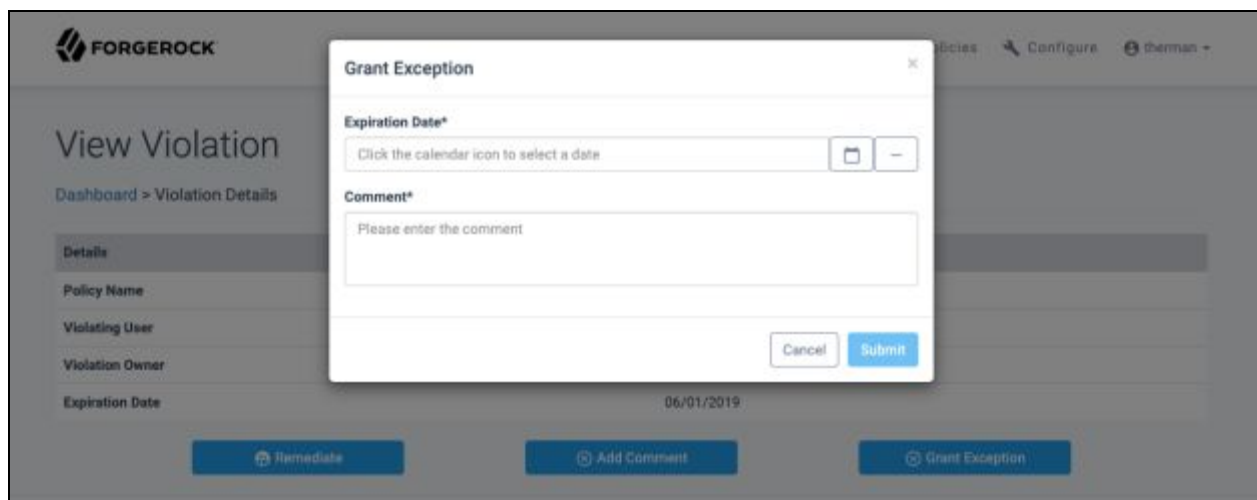 FORGEROCK
Configure therman
Grant Exception
×
Expiration Date*
Click the calendar icon to select a date
Comment*
Please enter the comment
Cancel Submit
View Violation
Dashboard > Violation Details
Details
Policy Name
Violating User
Violation Owner
Expiration Date 06/01/2019
Remediate Add Comment Grant Exception